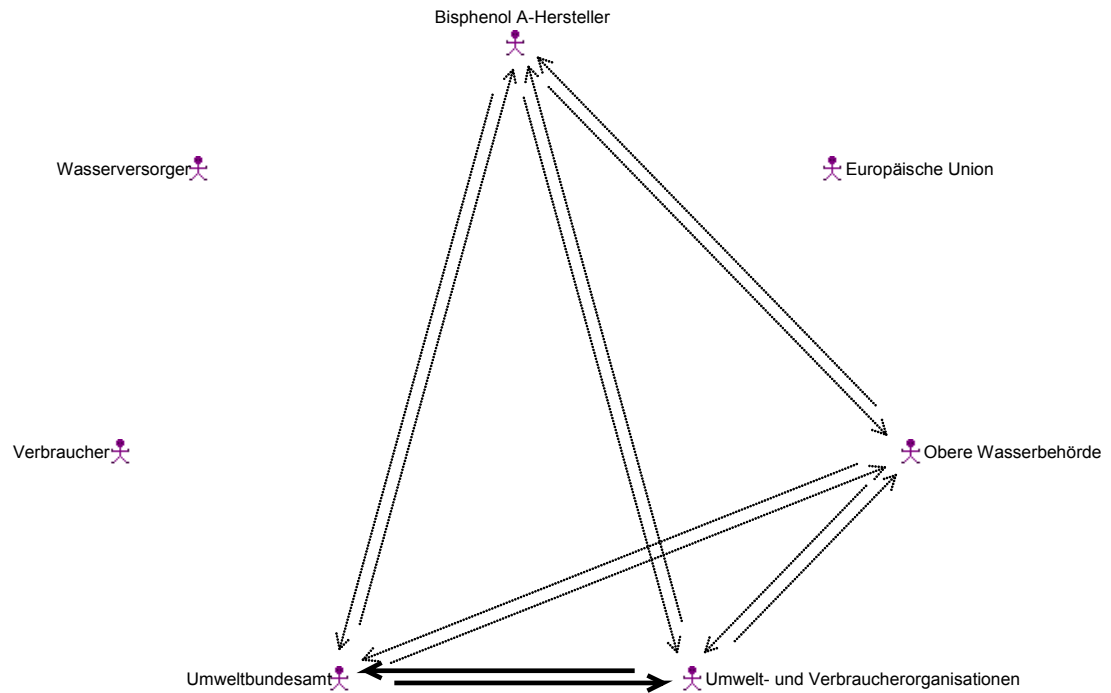 Bisphenol A-Hersteller
Wasserversorger
Europäische Union
Verbraucher
Obere Wasserbehörde
Umweltbundesamt
Umwelt- und Verbraucherorganisationen